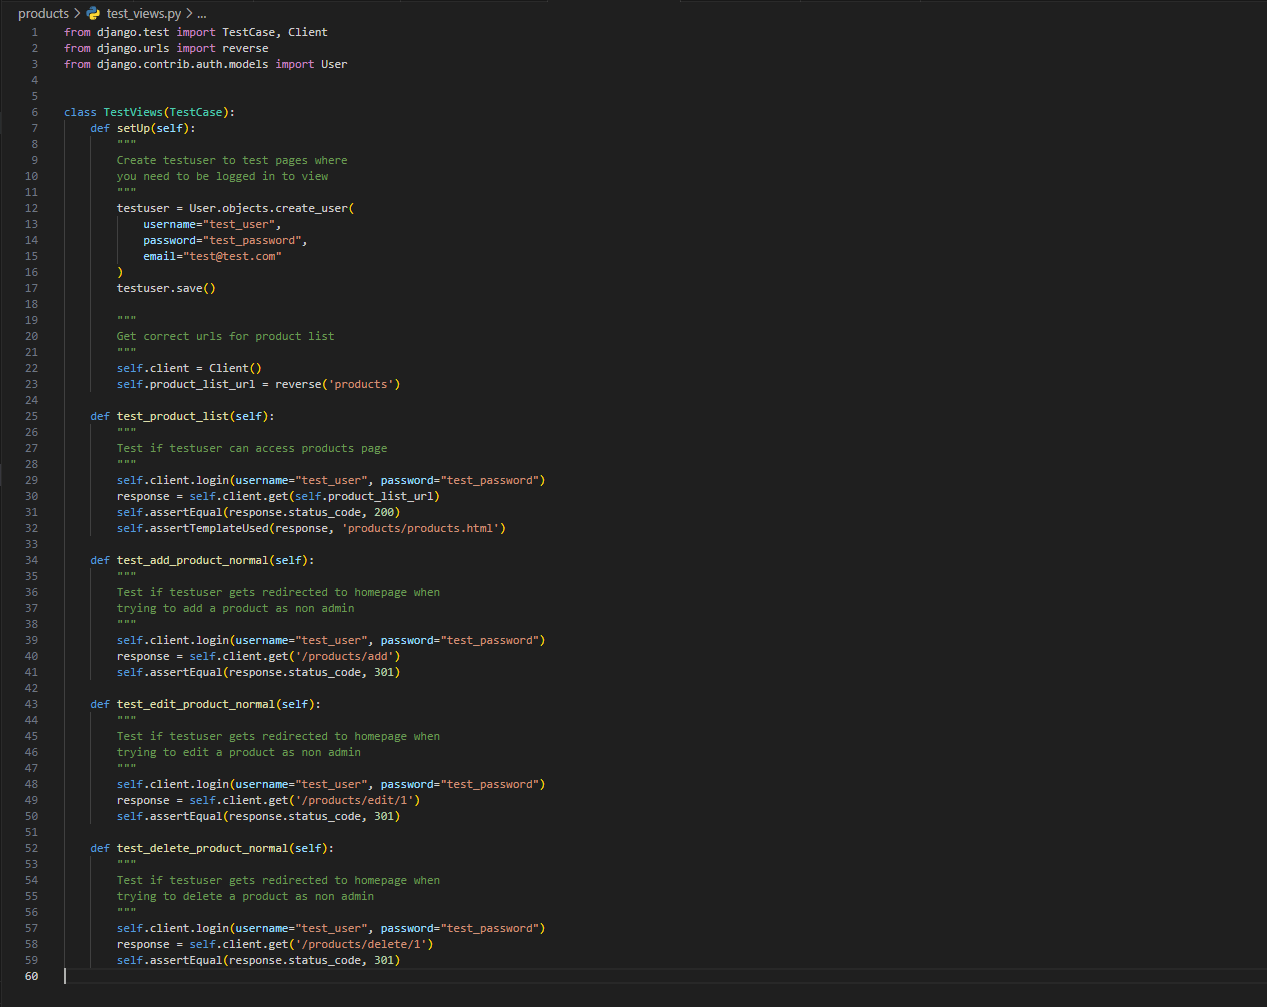 products > test_views.py > ...
1 from django.test import TestCase, Client
2 from django.urls import reverse
3 from django.contrib.auth.models import User
4
5
6 class TestViews(TestCase):
7     def setUp(self):
8         """
9         Create testuser to test pages where
10         you need to be logged in to view
11         """
12         testuser = User.objects.create_user(
13             username="test_user",
14             password="test_password",
15             email="test@test.com"
16         )
17         testuser.save()
18
19         """
20         Get correct urls for product list
21         """
22         self.client = Client()
23         self.product_list_url = reverse('products')
24
25     def test_product_list(self):
26         """
27         Test if testuser can access products page
28         """
29         self.client.login(username="test_user", password="test_password")
30         response = self.client.get(self.product_list_url)
31         self.assertEqual(response.status_code, 200)
32         self.assertTemplateUsed(response, 'products/products.html')
33
34     def test_add_product_normal(self):
35         """
36         Test if testuser gets redirected to homepage when
37         trying to add a product as non admin
38         """
39         self.client.login(username="test_user", password="test_password")
40         response = self.client.get('/products/add')
41         self.assertEqual(response.status_code, 301)
42
43     def test_edit_product_normal(self):
44         """
45         Test if testuser gets redirected to homepage when
46         trying to edit a product as non admin
47         """
48         self.client.login(username="test_user", password="test_password")
49         response = self.client.get('/products/edit/1')
50         self.assertEqual(response.status_code, 301)
51
52     def test_delete_product_normal(self):
53         """
54         Test if testuser gets redirected to homepage when
55         trying to delete a product as non admin
56         """
57         self.client.login(username="test_user", password="test_password")
58         response = self.client.get('/products/delete/1')
59         self.assertEqual(response.status_code, 301)
60